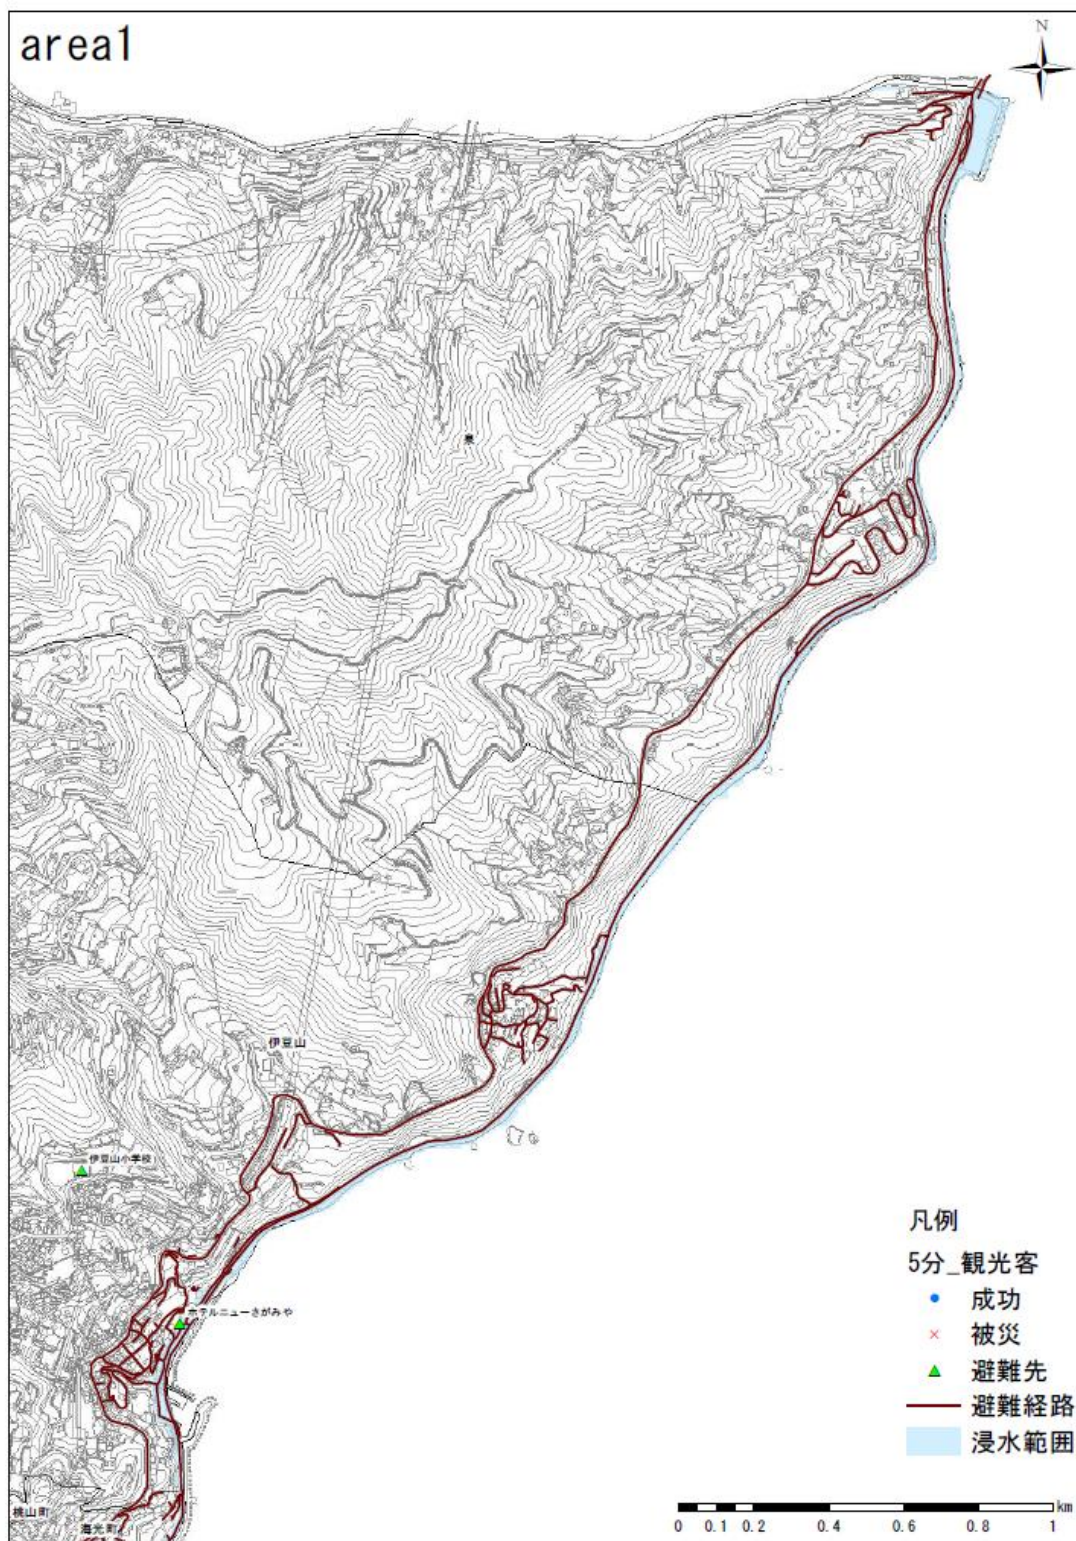 area1
N
泉
伊豆山
伊豆山小学校
ホテルニューさがみや
桃山町
海光町
凡例
5分_観光客
成功
被災
避難先
避難経路
浸水範囲
km
0 0.1 0.2 0.4 0.6 0.8 1